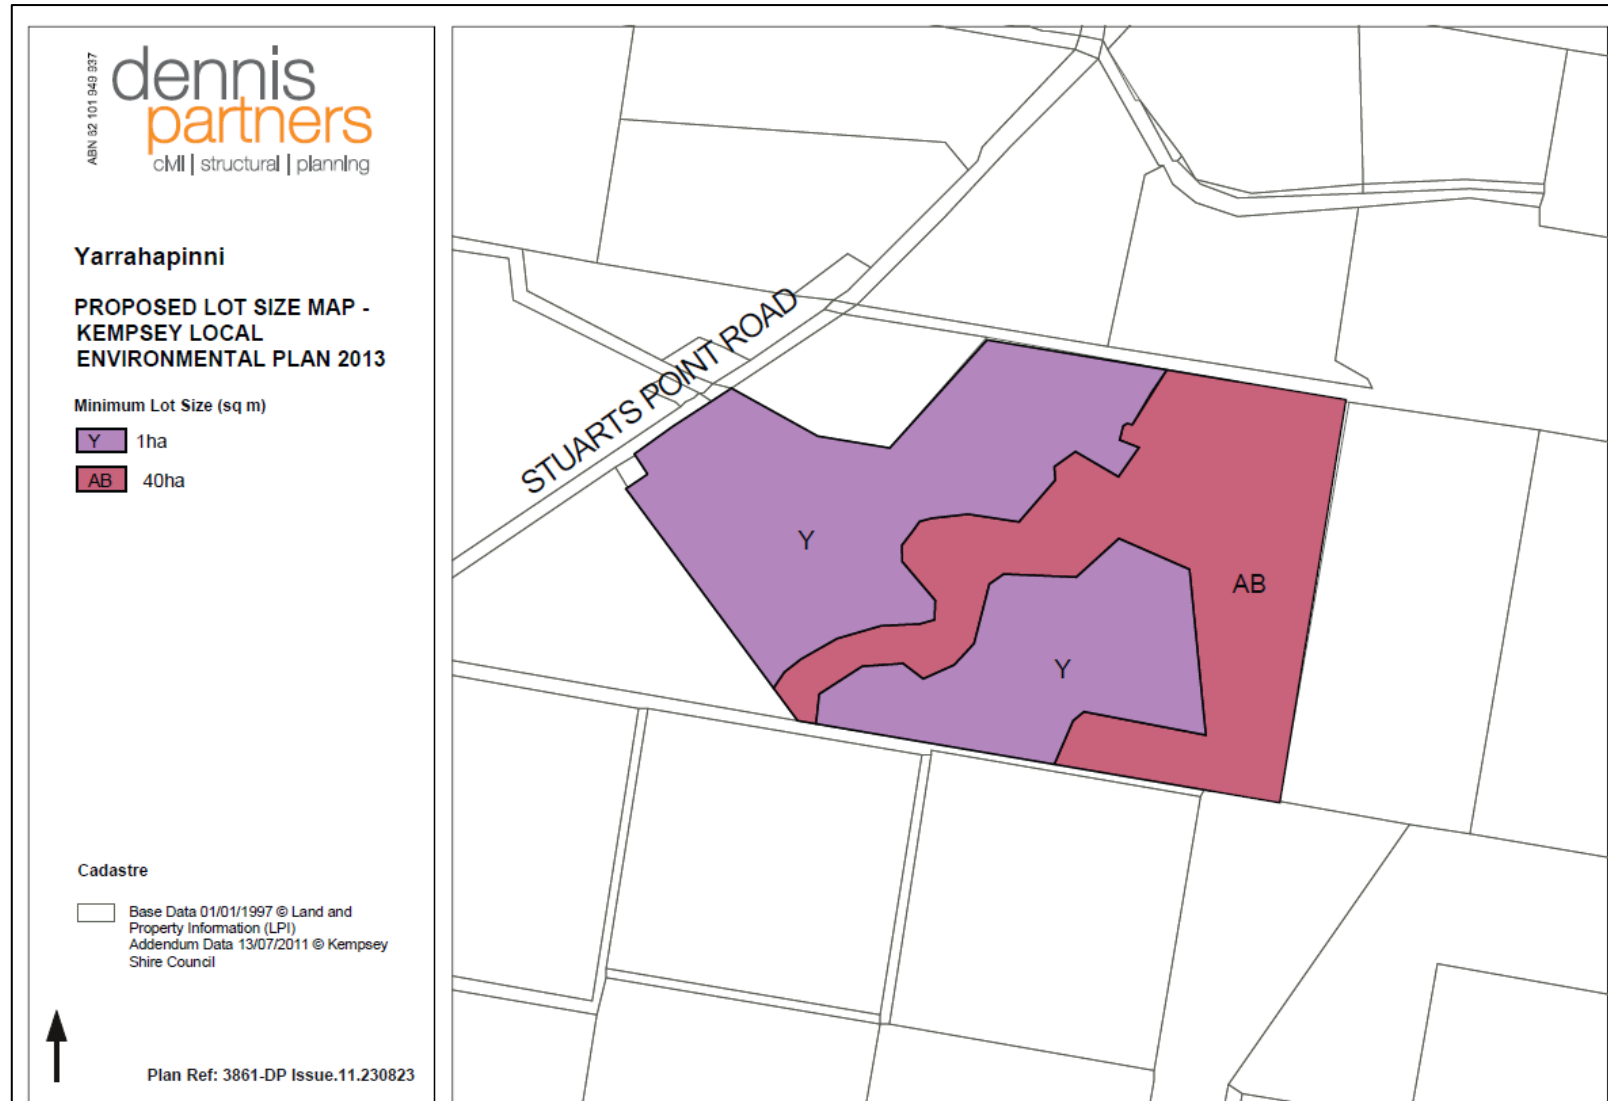 ABN 62 101 949 937
dennis
partners
civil | structural | planning
Yarrahapinni
PROPOSED LOT SIZE MAP -
KEMPSEY LOCAL
ENVIRONMENTAL PLAN 2013
Minimum Lot Size (sq m)
Y 1ha
AB 40ha
Cadastre
Base Data 01/01/1997 © Land and
Property Information (LPI)
Addendum Data 13/07/2011 © Kempsey
Shire Council
Plan Ref: 3861-DP Issue.11.230823
STUARTS POINT ROAD
Y
AB
Y